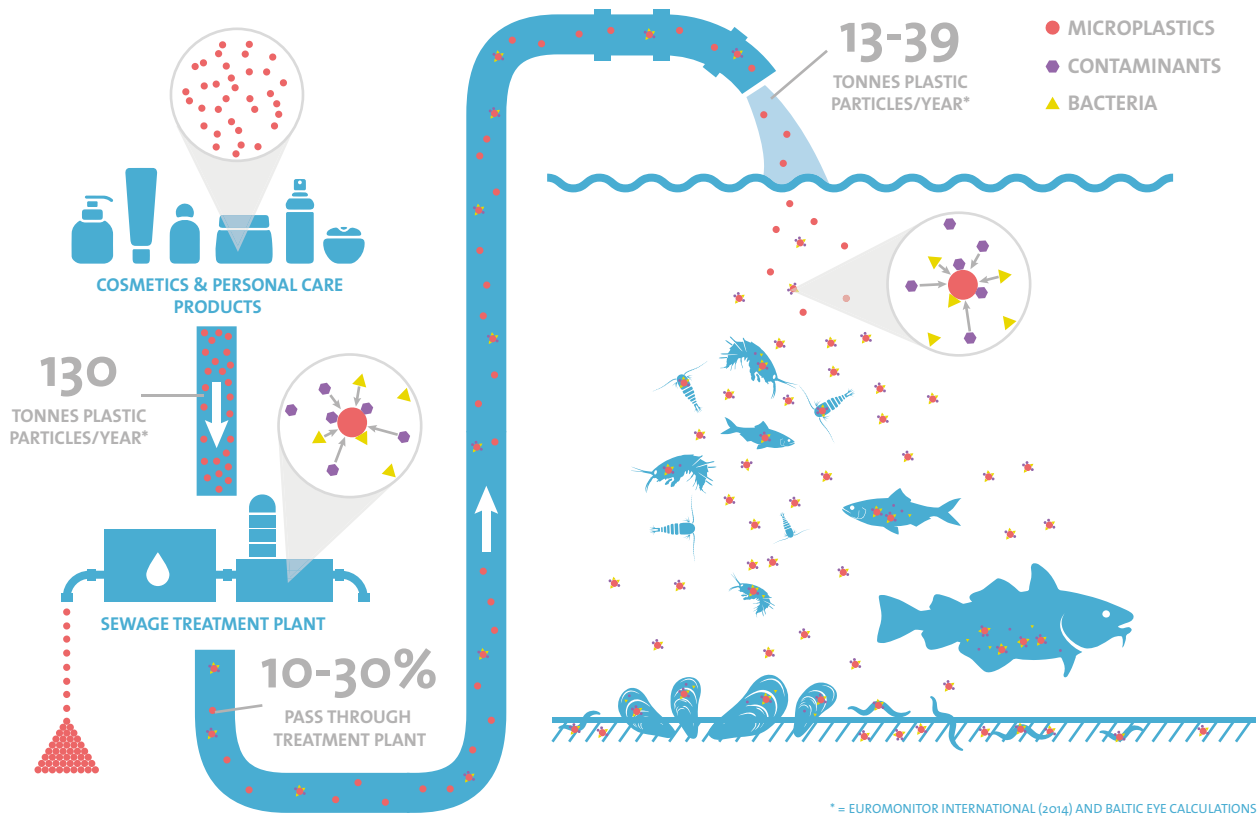 13-39
TONNES PLASTIC
PARTICLES/YEAR*
MICROPLASTICS
CONTAMINANTS
BACTERIA
COSMETICS & PERSONAL CARE
PRODUCTS
130
TONNES PLASTIC
PARTICLES/YEAR*
SEWAGE TREATMENT PLANT
10-30%
PASS THROUGH
TREATMENT PLANT
* = EUROMONITOR INTERNATIONAL (2014) AND BALTIC EYE CALCULATIONS